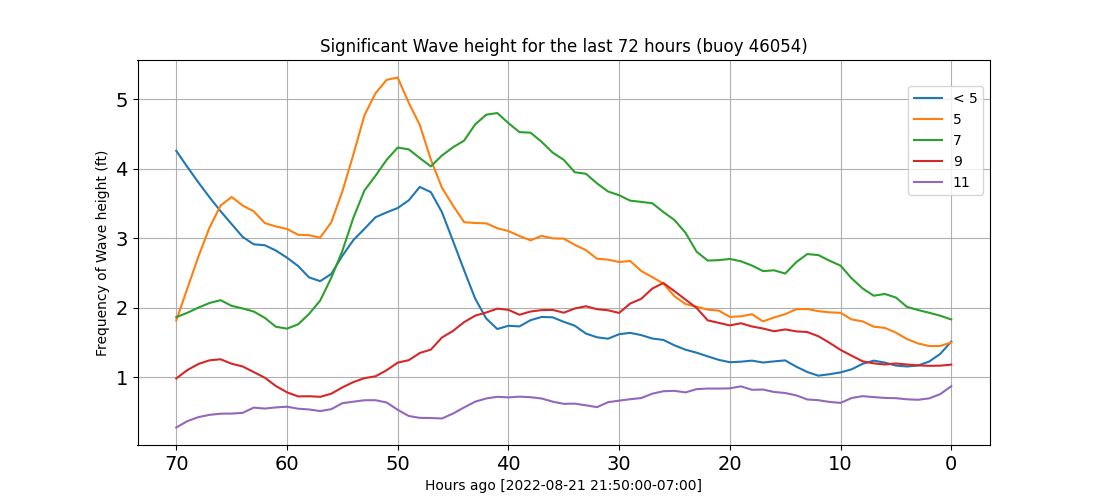 Significant Wave height for the last 72 hours (buoy 46054)
Frequency of Wave height (ft)
5
4
3
2
1
< 5
5
7
9
11
70 60 50 40 30 20 10 0
Hours ago [2022-08-21 21:50:00-07:00]